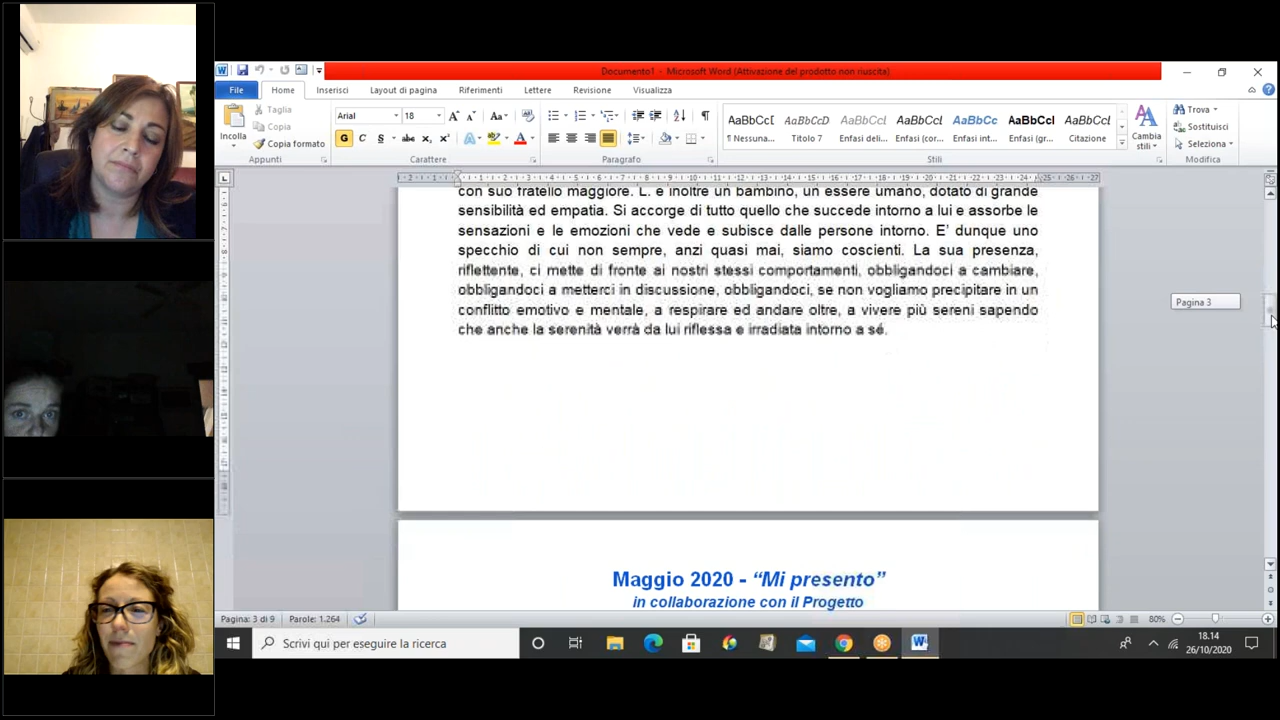 Documento1 - Microsoft Word (Attivazione del prodotto non riuscita)
File Home Inserisci Layout di pagina Riferimenti Lettere Revisione Visualizza
Incolla
Taglia
Copia
Copia formato
Appunti
Arial 18
G C S
Carattere
Paragrafo
AaBbCcI AaBbCcD AaBbCcI AaBbCcI AaBbCc AaBbCcI AaBbCcI
¶ Nessuna... Titolo 7 Enfasi deli... Enfasi (cor... Enfasi int... Enfasi (gr... Citazione
Stili
Cambia stili
Trova
Sostituisci
Seleziona
Modifica
con suo fratello maggiore. L. è inoltre un bambino, un essere umano, dotato di grande
sensibilità ed empatia. Si accorge di tutto quello che succede intorno a lui e assorbe le
sensazioni e le emozioni che vede e subisce dalle persone intorno. E' dunque uno
specchio di cui non sempre, anzi quasi mai, siamo coscienti. La sua presenza,
riflettente, ci mette di fronte ai nostri stessi comportamenti, obbligandoci a cambiare,
obbligandoci a metterci in discussione, obbligandoci, se non vogliamo precipitare in un
conflitto emotivo e mentale, a respirare ed andare oltre, a vivere più sereni sapendo
che anche la serenità verrà da lui riflessa e irradiata intorno a sé.
Pagina 3
Maggio 2020 - “Mi presento”
in collaborazione con il Progetto
Pagina: 3 di 9 Parole: 1.264
80%
Scrivi qui per eseguire la ricerca
18.14
26/10/2020